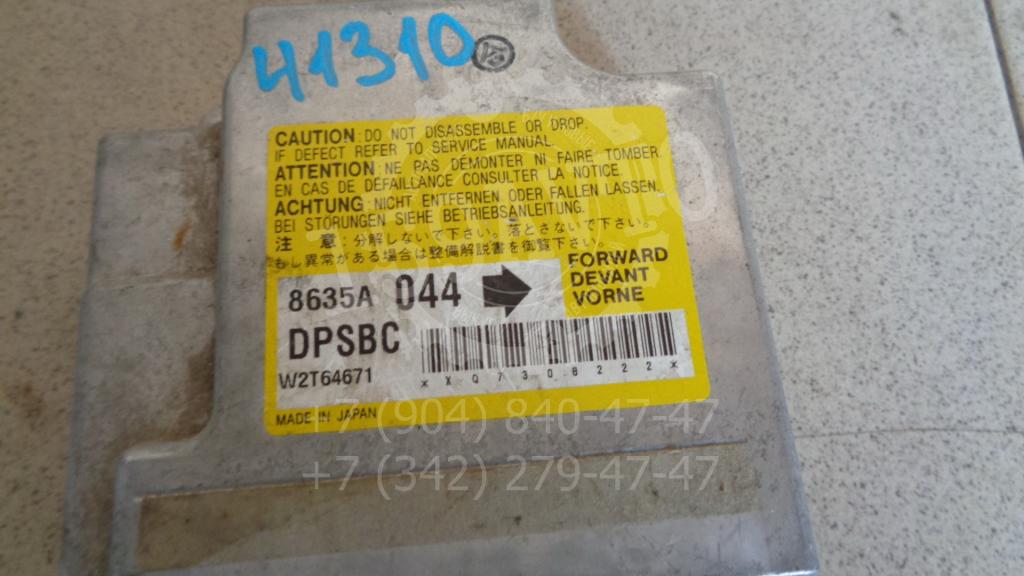 41310
CAUTION: DO NOT DISASSEMBLE OR DROP
IF DEFECT REFER TO SERVICE MANUAL.
ATTENTION: NE PAS DÉMONTER NI FAIRE TOMBER.
EN CAS DE DÉFAILLANCE CONSULTER LA NOTICE.
ACHTUNG: NICHT ENTFERNEN ODER FALLEN LASSEN.
BEI STÖRUNGEN SIEHE BETRIEBSANLEITUNG.
注 意:分解しないで下さい。落とさないで下さい。
もし異常がある場合は整備解説書を御覧下さい。
FORWARD
DEVANT
VORNE
8635A 044
DPSBC
W2T64671
*XQ7308222*
MADE IN JAPAN
+7 (904) 840-47-47
+7 (342) 279-47-47